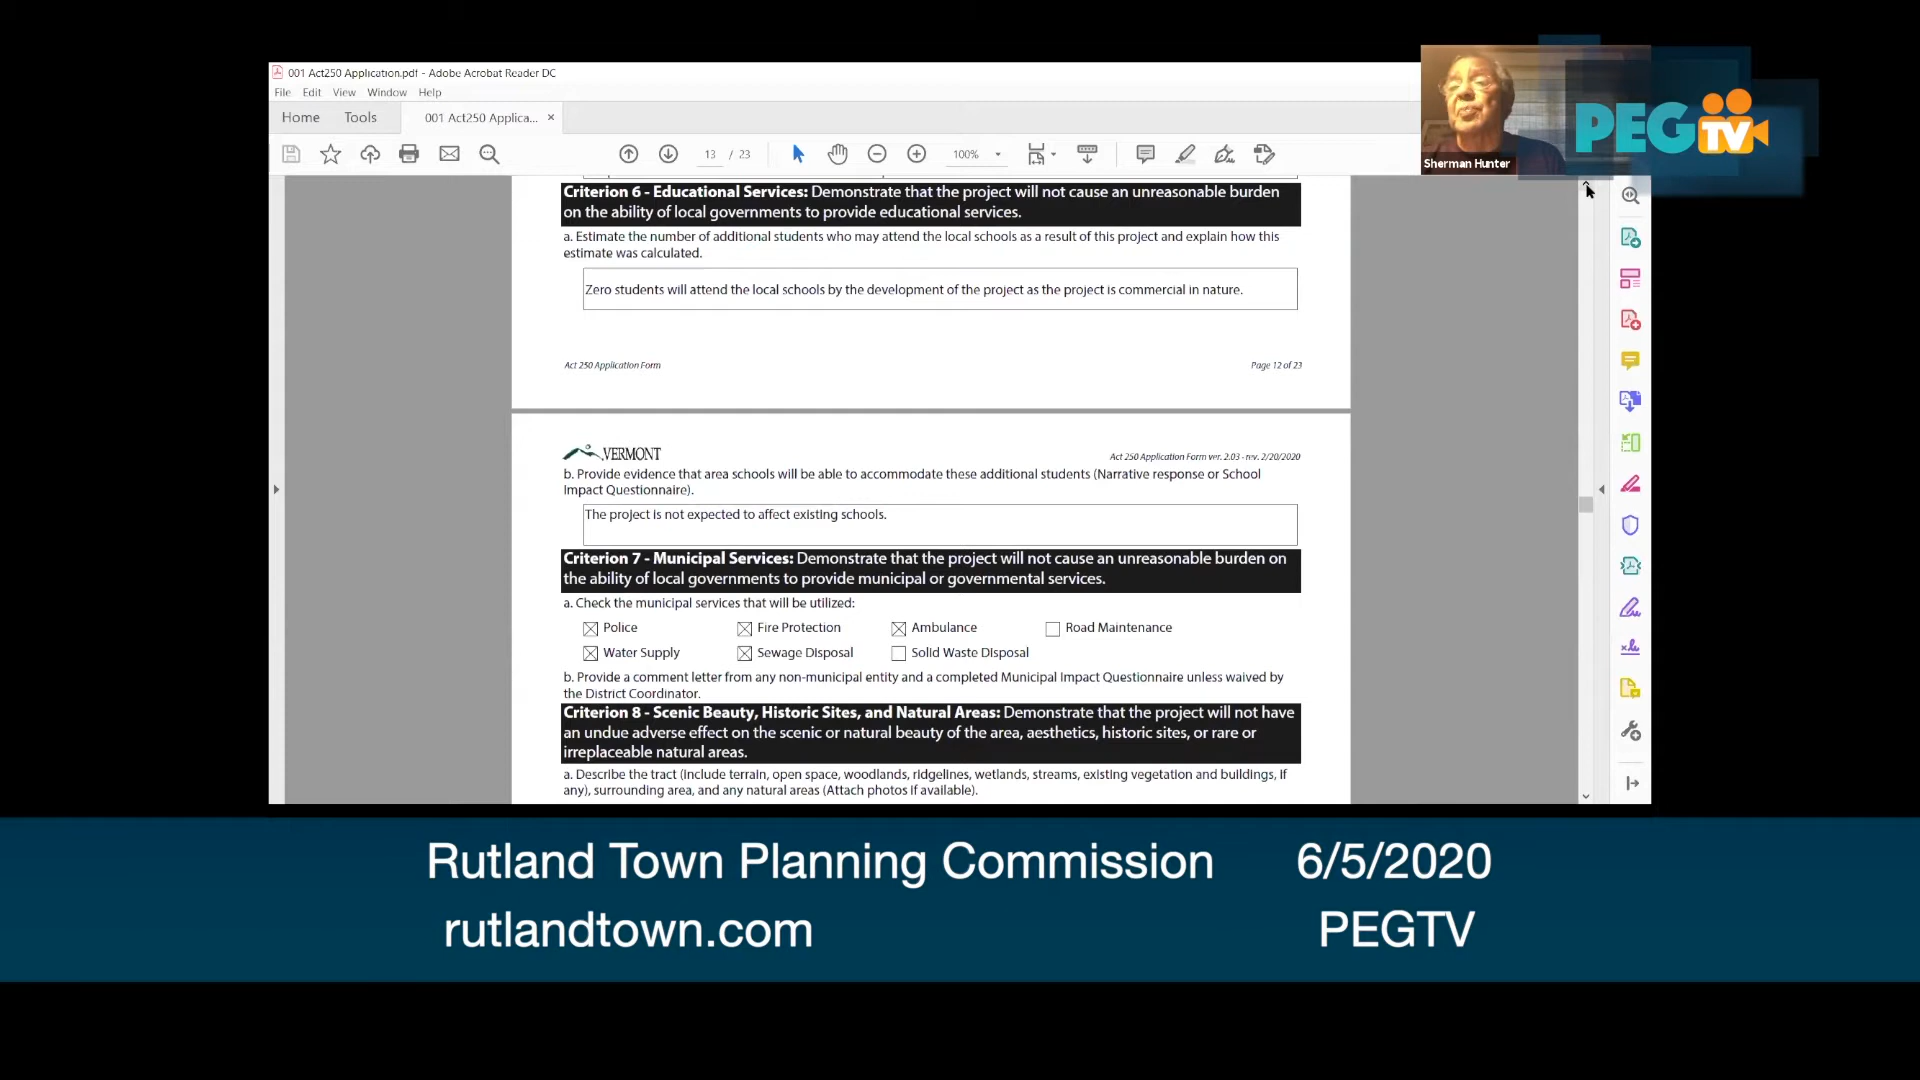 001 Act250 Application.pdf - Adobe Acrobat Reader DC
File Edit View Window Help
Home Tools 001 Act250 Applica... ×
13 / 23 100%
Sherman Hunter
PEG TV
Criterion 6 - Educational Services: Demonstrate that the project will not cause an unreasonable burden
on the ability of local governments to provide educational services.
a. Estimate the number of additional students who may attend the local schools as a result of this project and explain how this
estimate was calculated.
Zero students will attend the local schools by the development of the project as the project is commercial in nature.
Act 250 Application Form Page 12 of 23
VERMONT
Act 250 Application Form ver. 2.03 - rev. 2/20/2020
b. Provide evidence that area schools will be able to accommodate these additional students (Narrative response or School
Impact Questionnaire).
The project is not expected to affect existing schools.
Criterion 7 - Municipal Services: Demonstrate that the project will not cause an unreasonable burden on
the ability of local governments to provide municipal or governmental services.
a. Check the municipal services that will be utilized:
Police Fire Protection Ambulance Road Maintenance
Water Supply Sewage Disposal Solid Waste Disposal
b. Provide a comment letter from any non-municipal entity and a completed Municipal Impact Questionnaire unless waived by
the District Coordinator.
Criterion 8 - Scenic Beauty, Historic Sites, and Natural Areas: Demonstrate that the project will not have
an undue adverse effect on the scenic or natural beauty of the area, aesthetics, historic sites, or rare or
irreplaceable natural areas.
a. Describe the tract (include terrain, open space, woodlands, ridgelines, wetlands, streams, existing vegetation and buildings, if
any), surrounding area, and any natural areas (Attach photos if available).
Rutland Town Planning Commission 6/5/2020
rutlandtown.com PEGTV